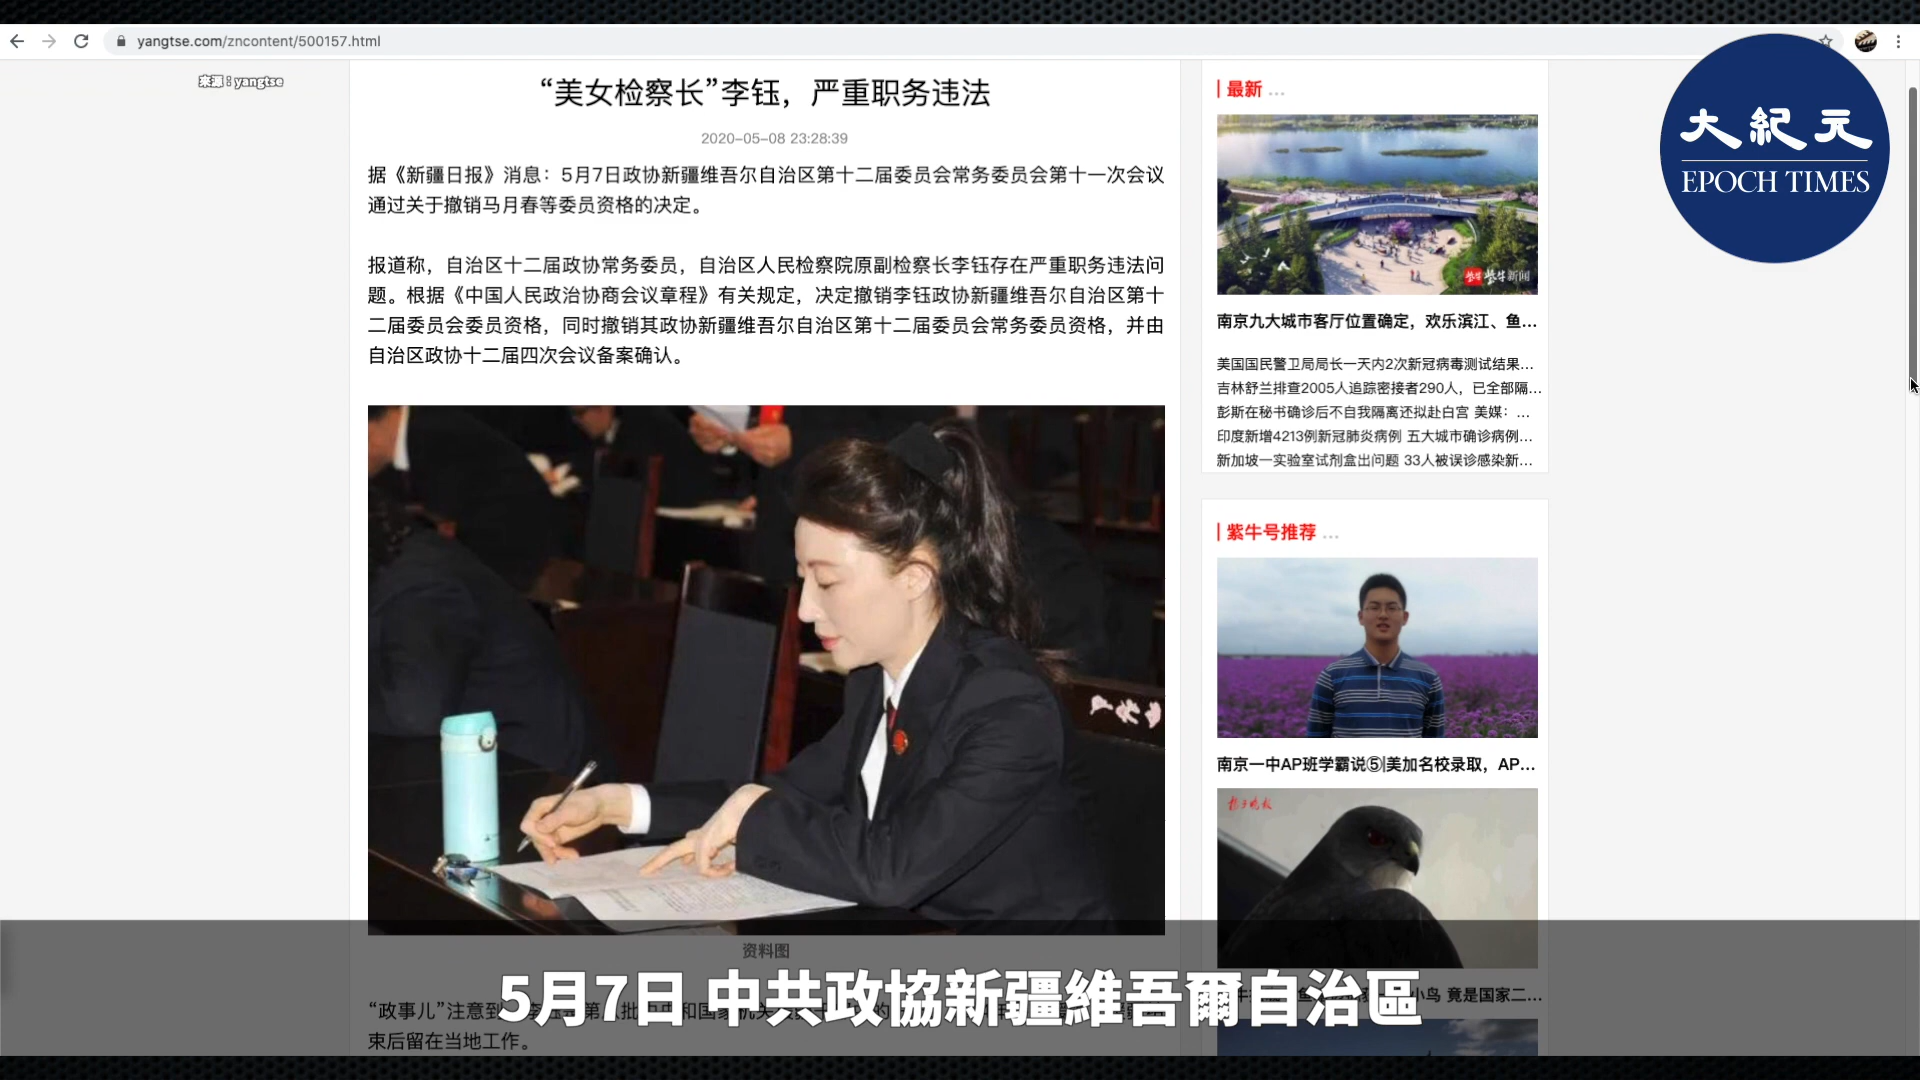 yangtse.com/zncontent/500157.html
来源：yangtse
“美女检察长”李钰，严重职务违法
2020-05-08 23:28:39
据《新疆日报》消息：5月7日政协新疆维吾尔自治区第十二届委员会常务委员会第十一次会议
通过关于撤销马月春等委员资格的决定。
报道称，自治区十二届政协常务委员，自治区人民检察院原副检察长李钰存在严重职务违法问
题。根据《中国人民政治协商会议章程》有关规定，决定撤销李钰政协新疆维吾尔自治区第十
二届委员会委员资格，同时撤销其政协新疆维吾尔自治区第十二届委员会常务委员资格，并由
自治区政协十二届四次会议备案确认。
资料图
“政事儿”注意到
束后留在当地工作。
最新 ...
紫牛新闻
南京九大城市客厅位置确定，欢乐滨江、鱼...
美国国民警卫局局长一天内2次新冠病毒测试结果...
吉林舒兰排查2005人追踪密接者290人，已全部隔...
彭斯在秘书确诊后不自我隔离还拟赴白宫 美媒：...
印度新增4213例新冠肺炎病例 五大城市确诊病例...
新加坡一实验室试剂盒出问题 33人被误诊感染新...
紫牛号推荐 ...
南京一中AP班学霸说⑤|美加名校录取，AP...
扬子晚报
小鸟 竟是国家二...
大紀元
EPOCH TIMES
5月7日 中共政協新疆維吾爾自治區